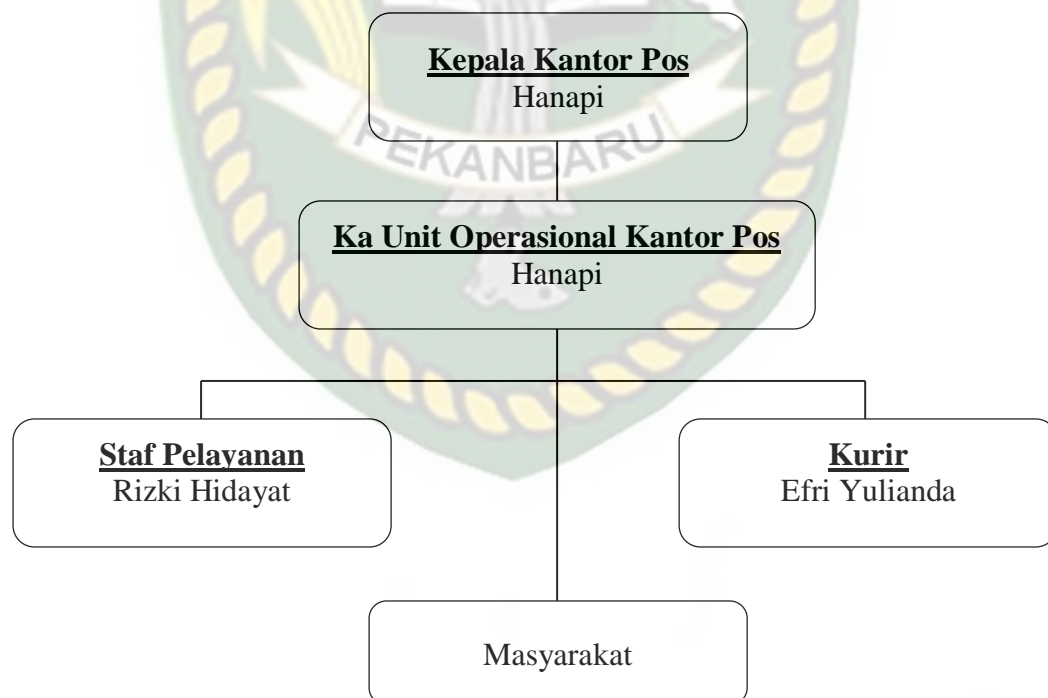 Kepala Kantor Pos
Hanapi
PEKANBARU
Ka Unit Operasional Kantor Pos
Hanapi
Staf Pelayanan
Rizki Hidayat
Kurir
Efri Yulianda
Masyarakat